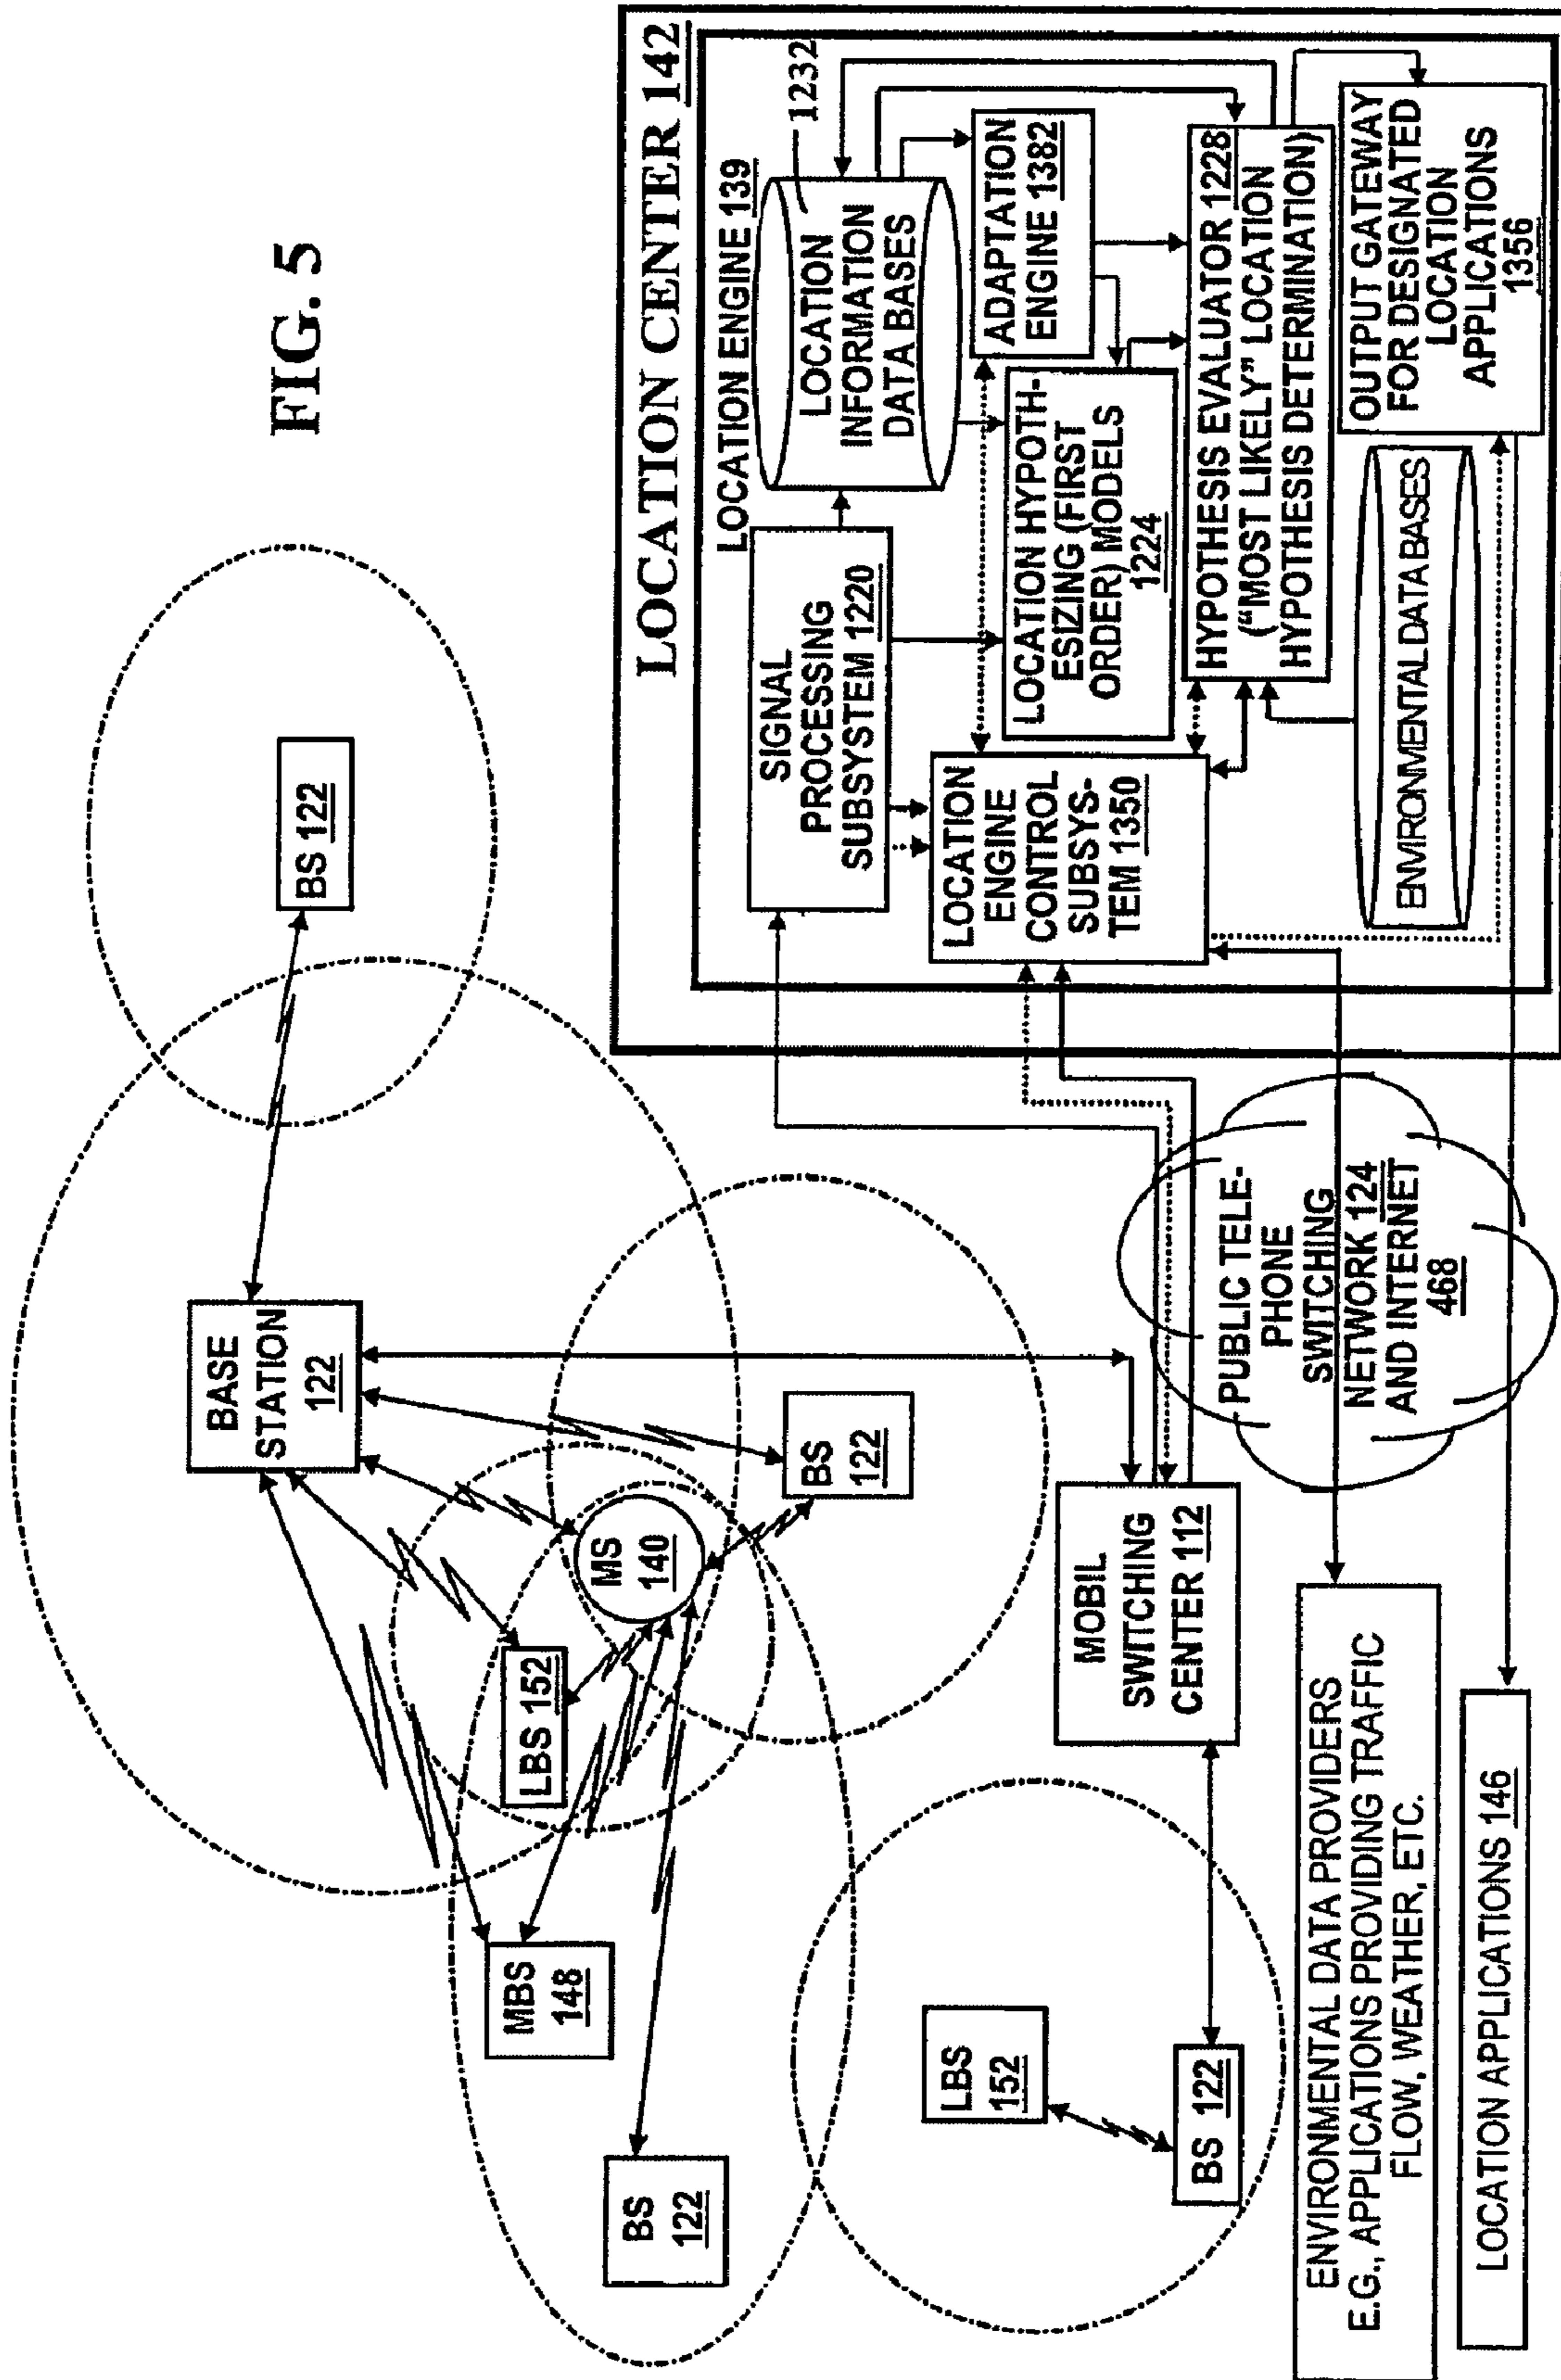 FIG. 5
BASE
STATION
122
BS 122
MBS
148
LBS 152
MS
140
BS
122
BS
122
LBS
152
BS 122
MOBIL
SWITCHING
CENTER 112
PUBLIC TELE-
PHONE
SWITCHING
NETWORK 124
AND INTERNET
468
ENVIRONMENTAL DATA PROVIDERS
E.G., APPLICATIONS PROVIDING TRAFFIC
FLOW, WEATHER, ETC.
LOCATION APPLICATIONS 146
LOCATION CENTER 142
LOCATION ENGINE 139
1232
SIGNAL
PROCESSING
SUBSYSTEM 1220
LOCATION
INFORMATION
DATA BASES
LOCATION
ENGINE
CONTROL
SUBSYS-
TEM 1350
LOCATION HYPOTH-
ESIZING (FIRST
ORDER) MODELS
1224
ADAPTATION
ENGINE 1382
HYPOTHESIS EVALUATOR 1228
("MOST LIKELY" LOCATION
HYPOTHESIS DETERMINATION)
ENVIRONMENTAL DATA BASES
OUTPUT GATEWAY
FOR DESIGNATED
LOCATION
APPLICATIONS
1356